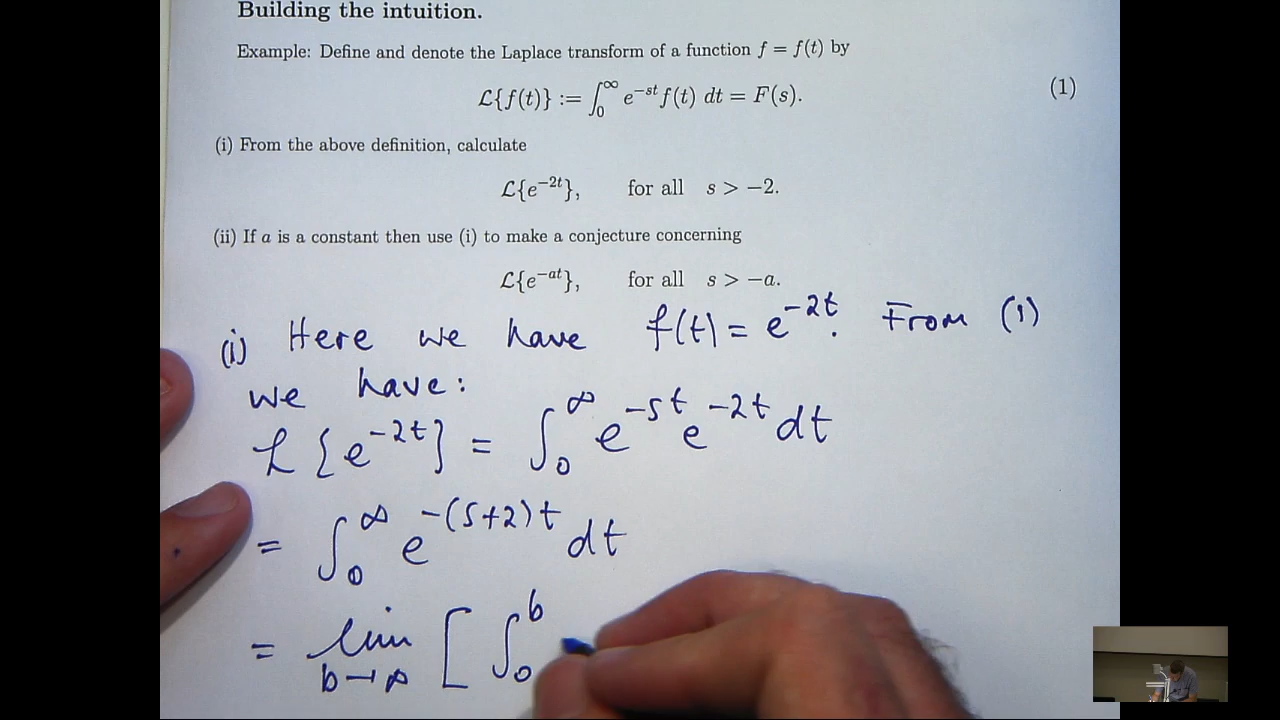 Building the intuition.
Example: Define and denote the Laplace transform of a function f = f(t) by
ℒ{f(t)} := ∫₀^∞ e^{−st} f(t) dt = F(s). (1)
(i) From the above definition, calculate
ℒ{e^{−2t}}, for all s > −2.
(ii) If a is a constant then use (i) to make a conjecture concerning
ℒ{e^{−at}}, for all s > −a.
(i) Here we have f(t) = e^{−2t}. From (1)
we have:
ℒ{e^{−2t}} = ∫₀^∞ e^{−st} e^{−2t} dt
= ∫₀^∞ e^{−(s+2)t} dt
= lim_{b→∞} [ ∫₀^b